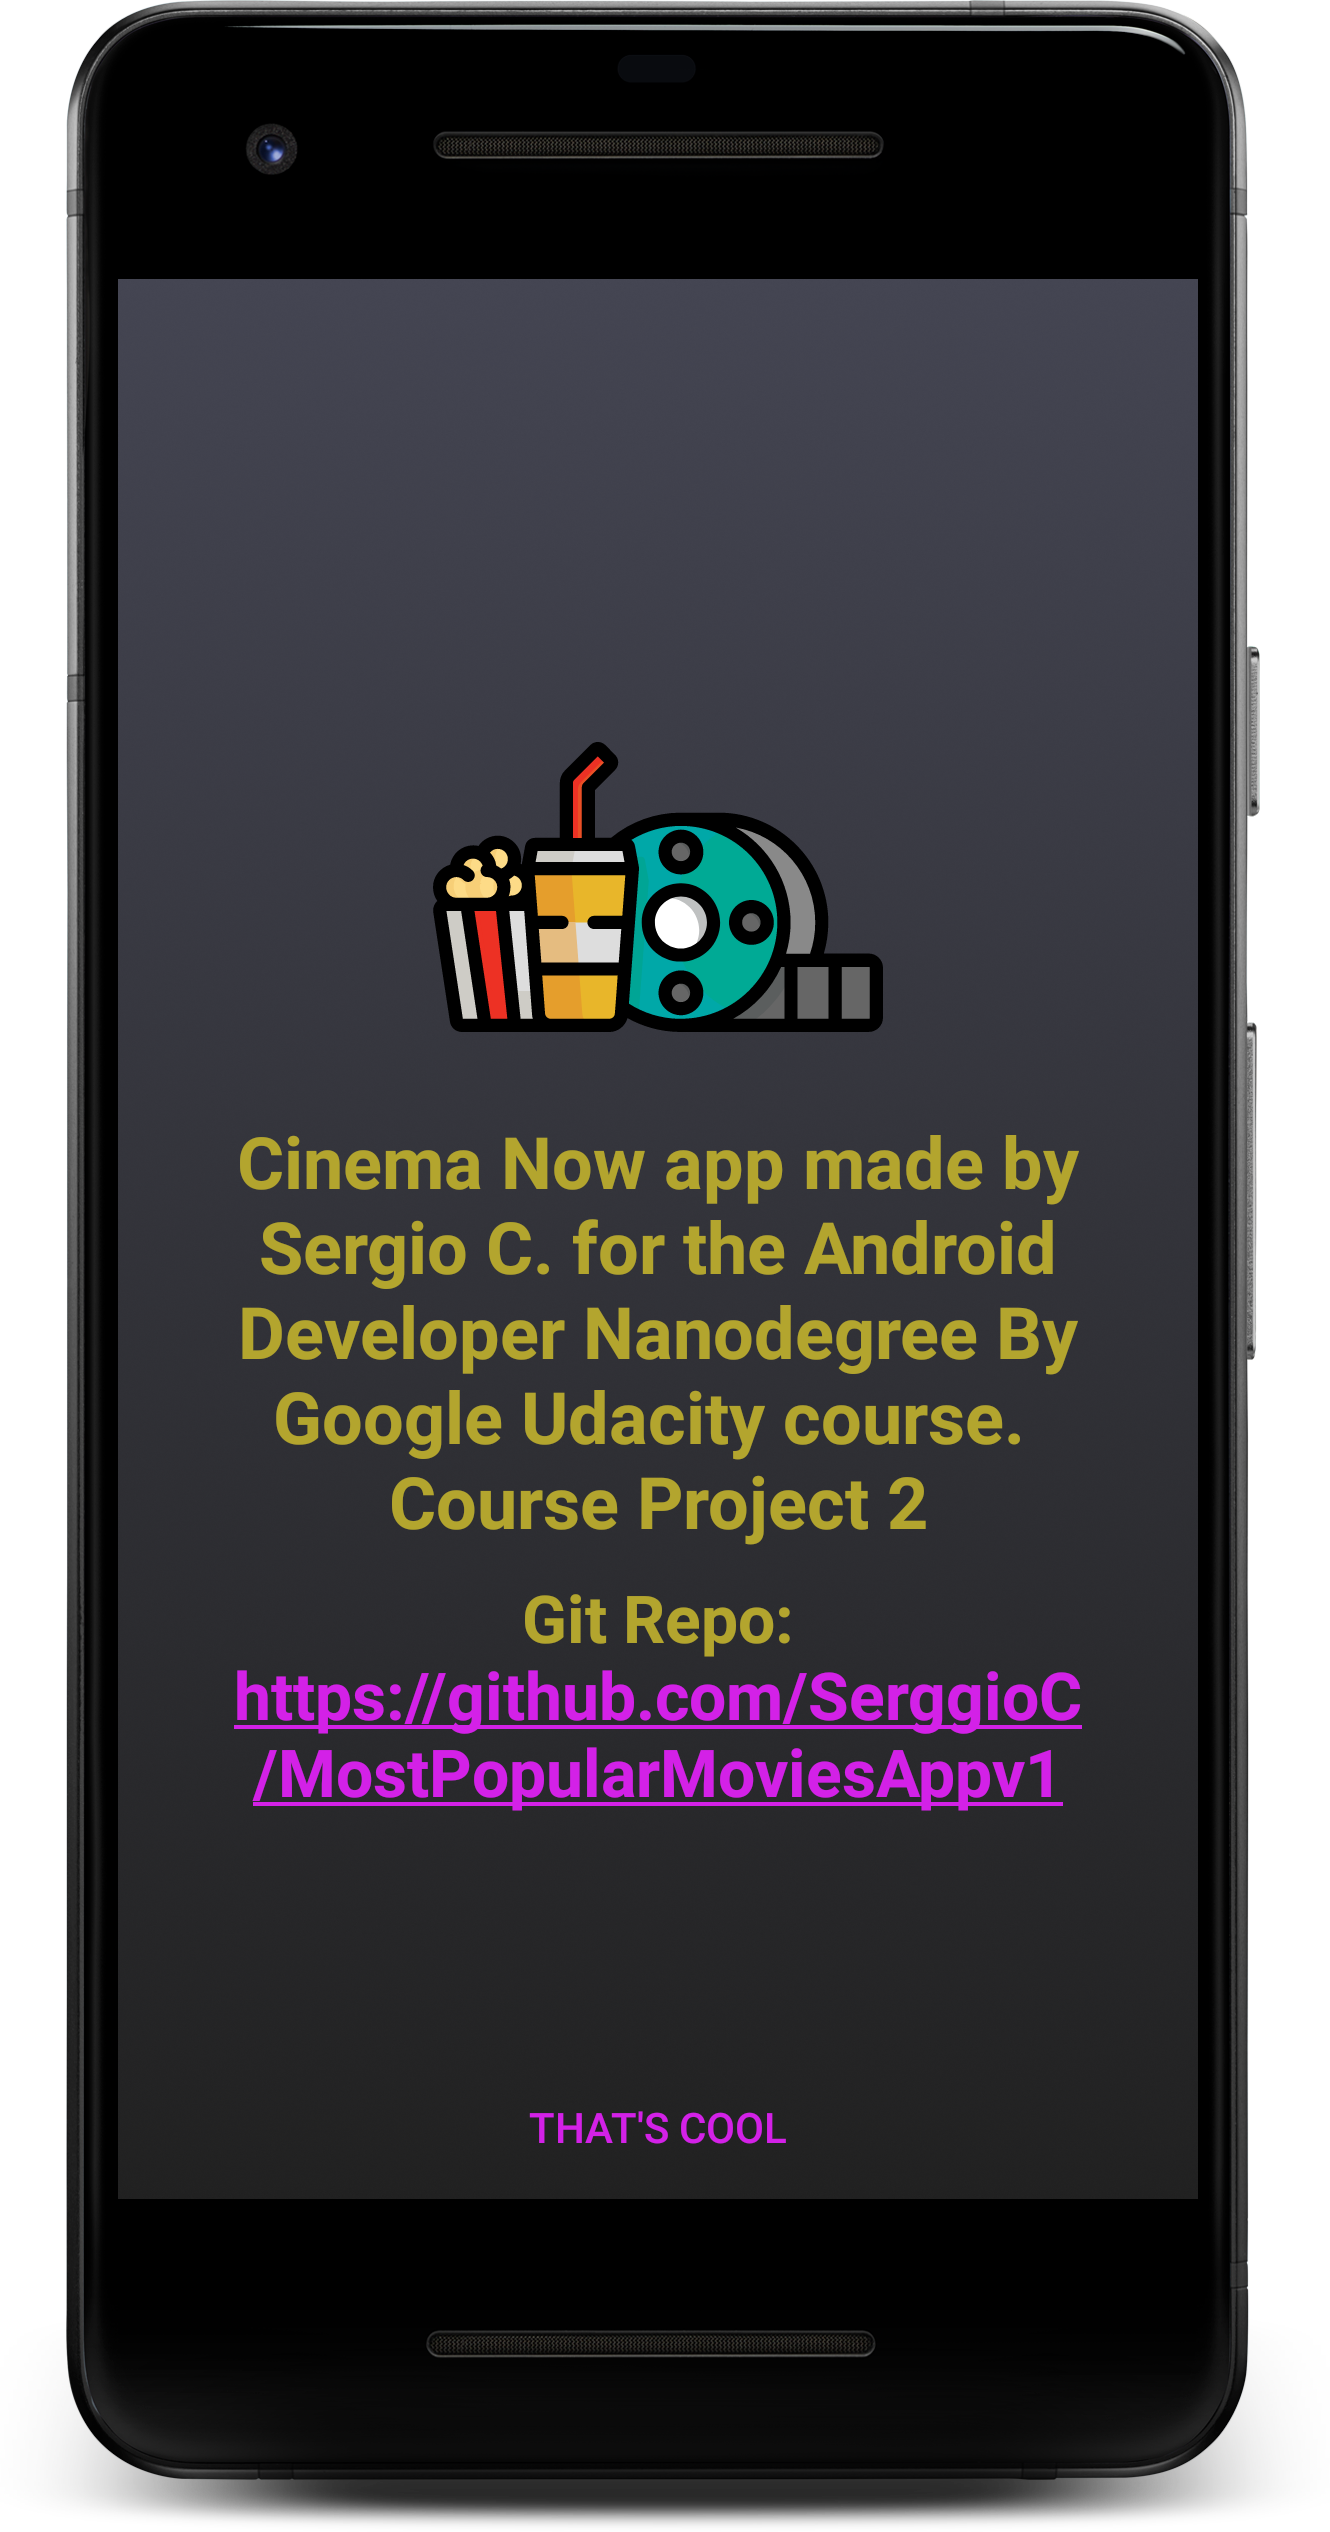 Cinema Now app made by
Sergio C. for the Android
Developer Nanodegree By
Google Udacity course.
Course Project 2
Git Repo:
https://github.com/SerggioC
/MostPopularMoviesAppv1
THAT'S COOL